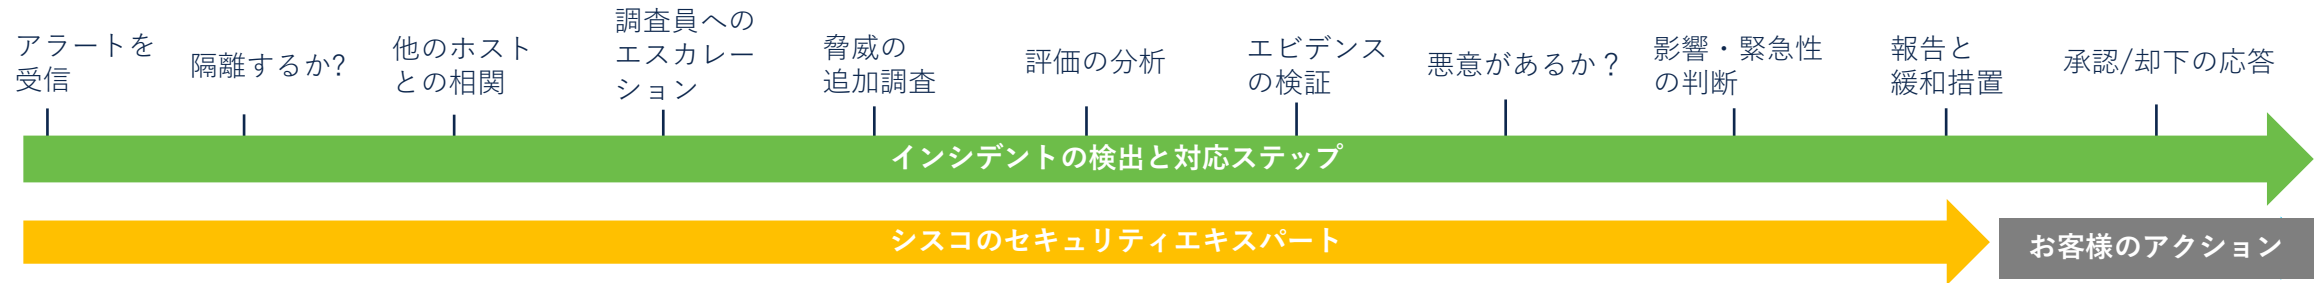 アラートを
受信
隔離するか?
他のホスト
との相関
調査員への
エスカレー
ション
脅威の
追加調査
評価の分析
エビデンス
の検証
悪意があるか？
影響・緊急性
の判断
報告と
緩和措置
承認/却下の応答
インシデントの検出と対応ステップ
シスコのセキュリティエキスパート
お客様のアクション